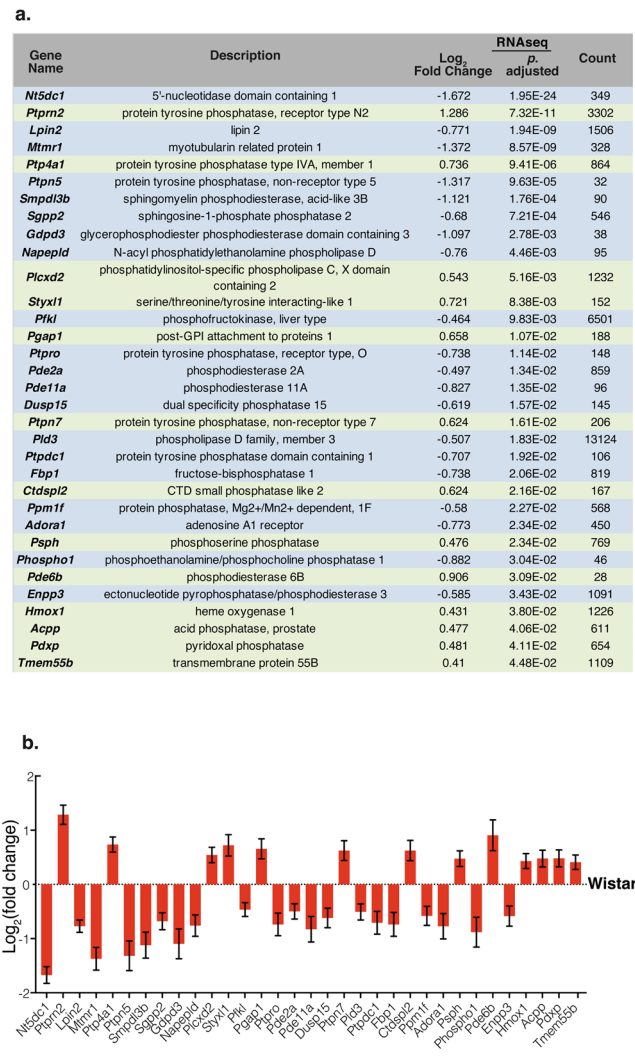 a.
Gene Name Description RNAseq Log2 Fold Change p. adjusted Count
Nt5dc1 5'-nucleotidase domain containing 1 -1.672 1.95E-24 349
Ptprn2 protein tyrosine phosphatase, receptor type N2 1.286 7.32E-11 3302
Lpin2 lipin 2 -0.771 1.94E-09 1506
Mtmr1 myotubularin related protein 1 -1.372 8.57E-09 328
Ptp4a1 protein tyrosine phosphatase type IVA, member 1 0.736 9.41E-06 864
Ptpn5 protein tyrosine phosphatase, non-receptor type 5 -1.317 9.63E-05 32
Smpdl3b sphingomyelin phosphodiesterase, acid-like 3B -1.121 1.76E-04 90
Sgpp2 sphingosine-1-phosphate phosphatase 2 -0.68 7.21E-04 546
Gdpd3 glycerophosphodiester phosphodiesterase domain containing 3 -1.097 2.78E-03 38
Napepld N-acyl phosphatidylethanolamine phospholipase D -0.76 4.46E-03 95
Plcxd2 phosphatidylinositol-specific phospholipase C, X domain containing 2 0.543 5.16E-03 1232
Styxl1 serine/threonine/tyrosine interacting-like 1 0.721 8.38E-03 152
Pfkl phosphofructokinase, liver type -0.464 9.83E-03 6501
Pgap1 post-GPI attachment to proteins 1 0.658 1.07E-02 188
Ptpro protein tyrosine phosphatase, receptor type, O -0.738 1.14E-02 148
Pde2a phosphodiesterase 2A -0.497 1.34E-02 859
Pde11a phosphodiesterase 11A -0.827 1.35E-02 96
Dusp15 dual specificity phosphatase 15 -0.619 1.57E-02 145
Ptpn7 protein tyrosine phosphatase, non-receptor type 7 0.624 1.61E-02 206
Pld3 phospholipase D family, member 3 -0.507 1.83E-02 13124
Ptpdc1 protein tyrosine phosphatase domain containing 1 -0.707 1.92E-02 106
Fbp1 fructose-bisphosphatase 1 -0.738 2.06E-02 819
Ctdspl2 CTD small phosphatase like 2 0.624 2.16E-02 167
Ppm1f protein phosphatase, Mg2+/Mn2+ dependent, 1F -0.58 2.27E-02 568
Adora1 adenosine A1 receptor -0.773 2.34E-02 450
Psph phosphoserine phosphatase 0.476 2.34E-02 769
Phospho1 phosphoethanolamine/phosphocholine phosphatase 1 -0.882 3.04E-02 46
Pde6b phosphodiesterase 6B 0.906 3.09E-02 28
Enpp3 ectonucleotide pyrophosphatase/phosphodiesterase 3 -0.585 3.43E-02 1091
Hmox1 heme oxygenase 1 0.431 3.80E-02 1226
Acpp acid phosphatase, prostate 0.477 4.06E-02 611
Pdxp pyridoxal phosphatase 0.481 4.11E-02 654
Tmem55b transmembrane protein 55B 0.41 4.48E-02 1109
b.
Log2(fold change)
2
1
0
-1
-2
Wistar
Nt5dc1 Ptprn2 Lpin2 Mtmr1 Ptp4a1 Ptpn5 Smpdl3b Sgpp2 Gdpd3 Napepld Plcxd2 Styxl1 Pfkl Pgap1 Ptpro Pde2a Pde11a Dusp15 Ptpn7 Pld3 Ptpdc1 Fbp1 Ctdspl2 Ppm1f Adora1 Psph Phospho1 Pde6b Enpp3 Hmox1 Acpp Pdxp Tmem55b